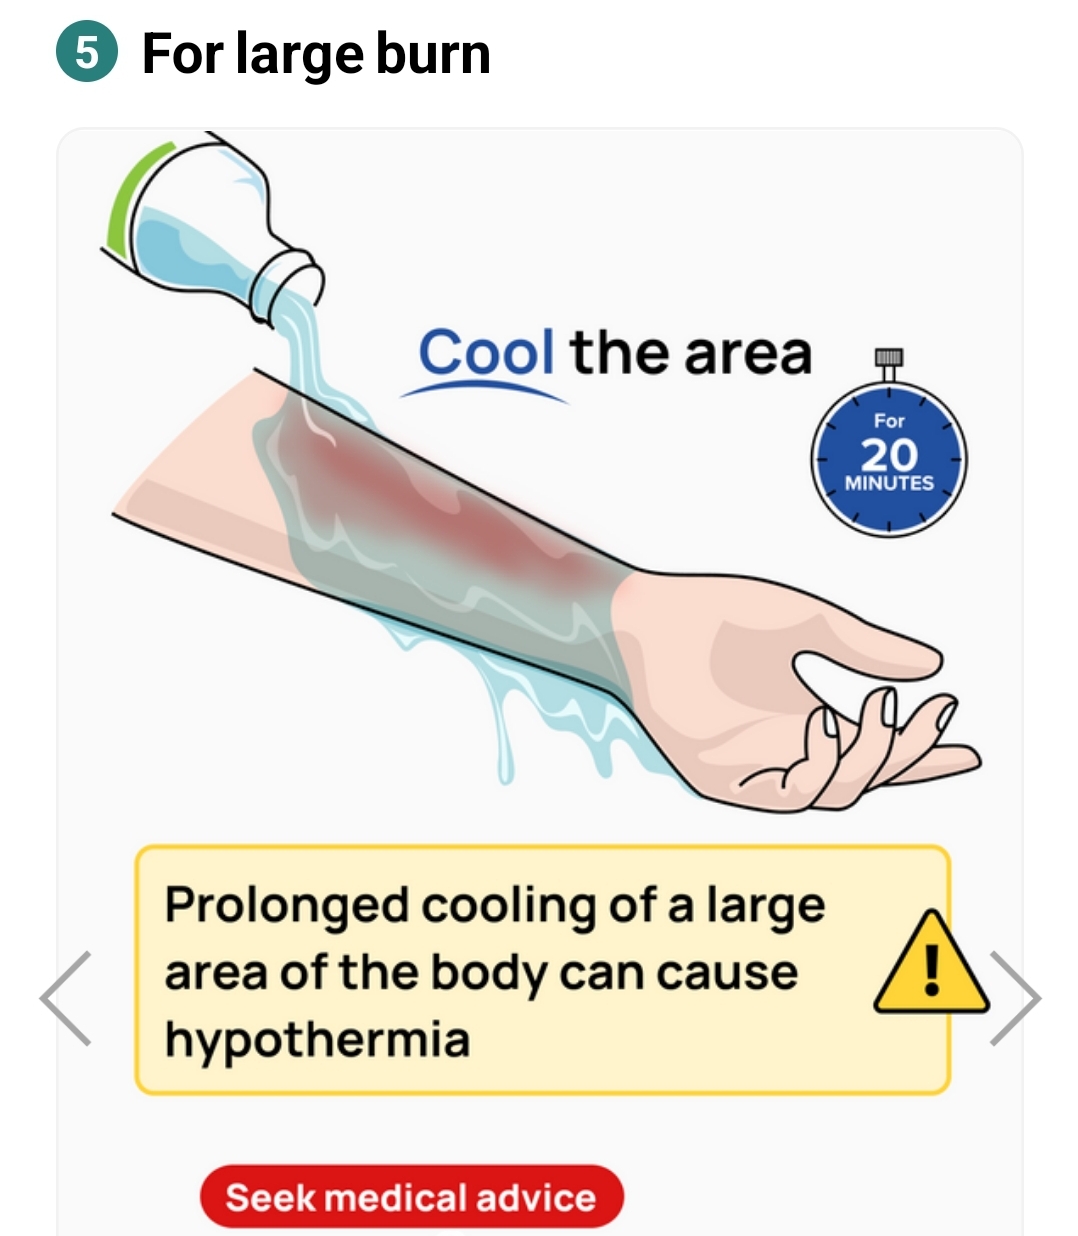 5 For large burn
Cool the area
For
20
MINUTES
Prolonged cooling of a large
area of the body can cause
hypothermia
!
Seek medical advice